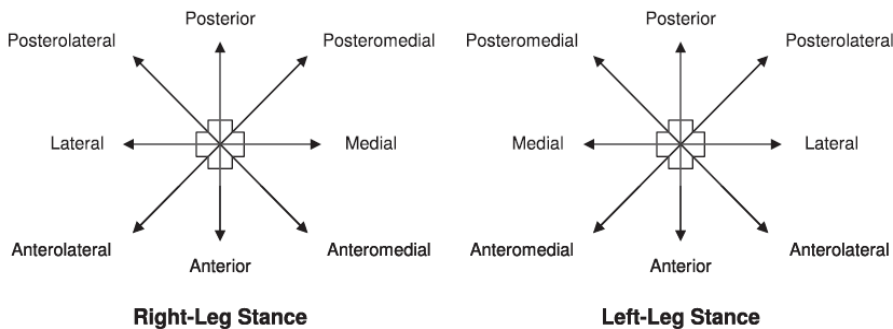 Posterior
Posterolateral
Posteromedial
Lateral
Medial
Anterolateral
Anteromedial
Anterior
Right-Leg Stance
Posterior
Posteromedial
Posterolateral
Medial
Lateral
Anteromedial
Anterolateral
Anterior
Left-Leg Stance